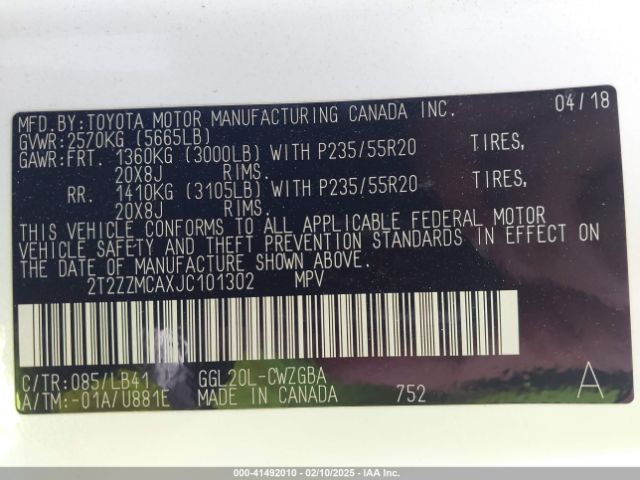 MFD.BY:TOYOTA MOTOR MANUFACTURING CANADA INC. 04/18
GVWR:2570KG (5665LB)
GAWR:FRT. 1360KG (3000LB) WITH P235/55R20 TIRES,
20X8J RIMS.
RR. 1410KG (3105LB) WITH P235/55R20 TIRES,
20X8J RIMS.
THIS VEHICLE CONFORMS TO ALL APPLICABLE FEDERAL MOTOR
VEHICLE SAFETY AND THEFT PREVENTION STANDARDS IN EFFECT ON
THE DATE OF MANUFACTURE SHOWN ABOVE.
2T2ZZMCAXJC101302 MPV
C/TR:085/LB41 GGL20L-CWZGBA A
A/TM:-01A/U881E MADE IN CANADA 752
000-41492010 - 02/10/2025 - IAA Inc.